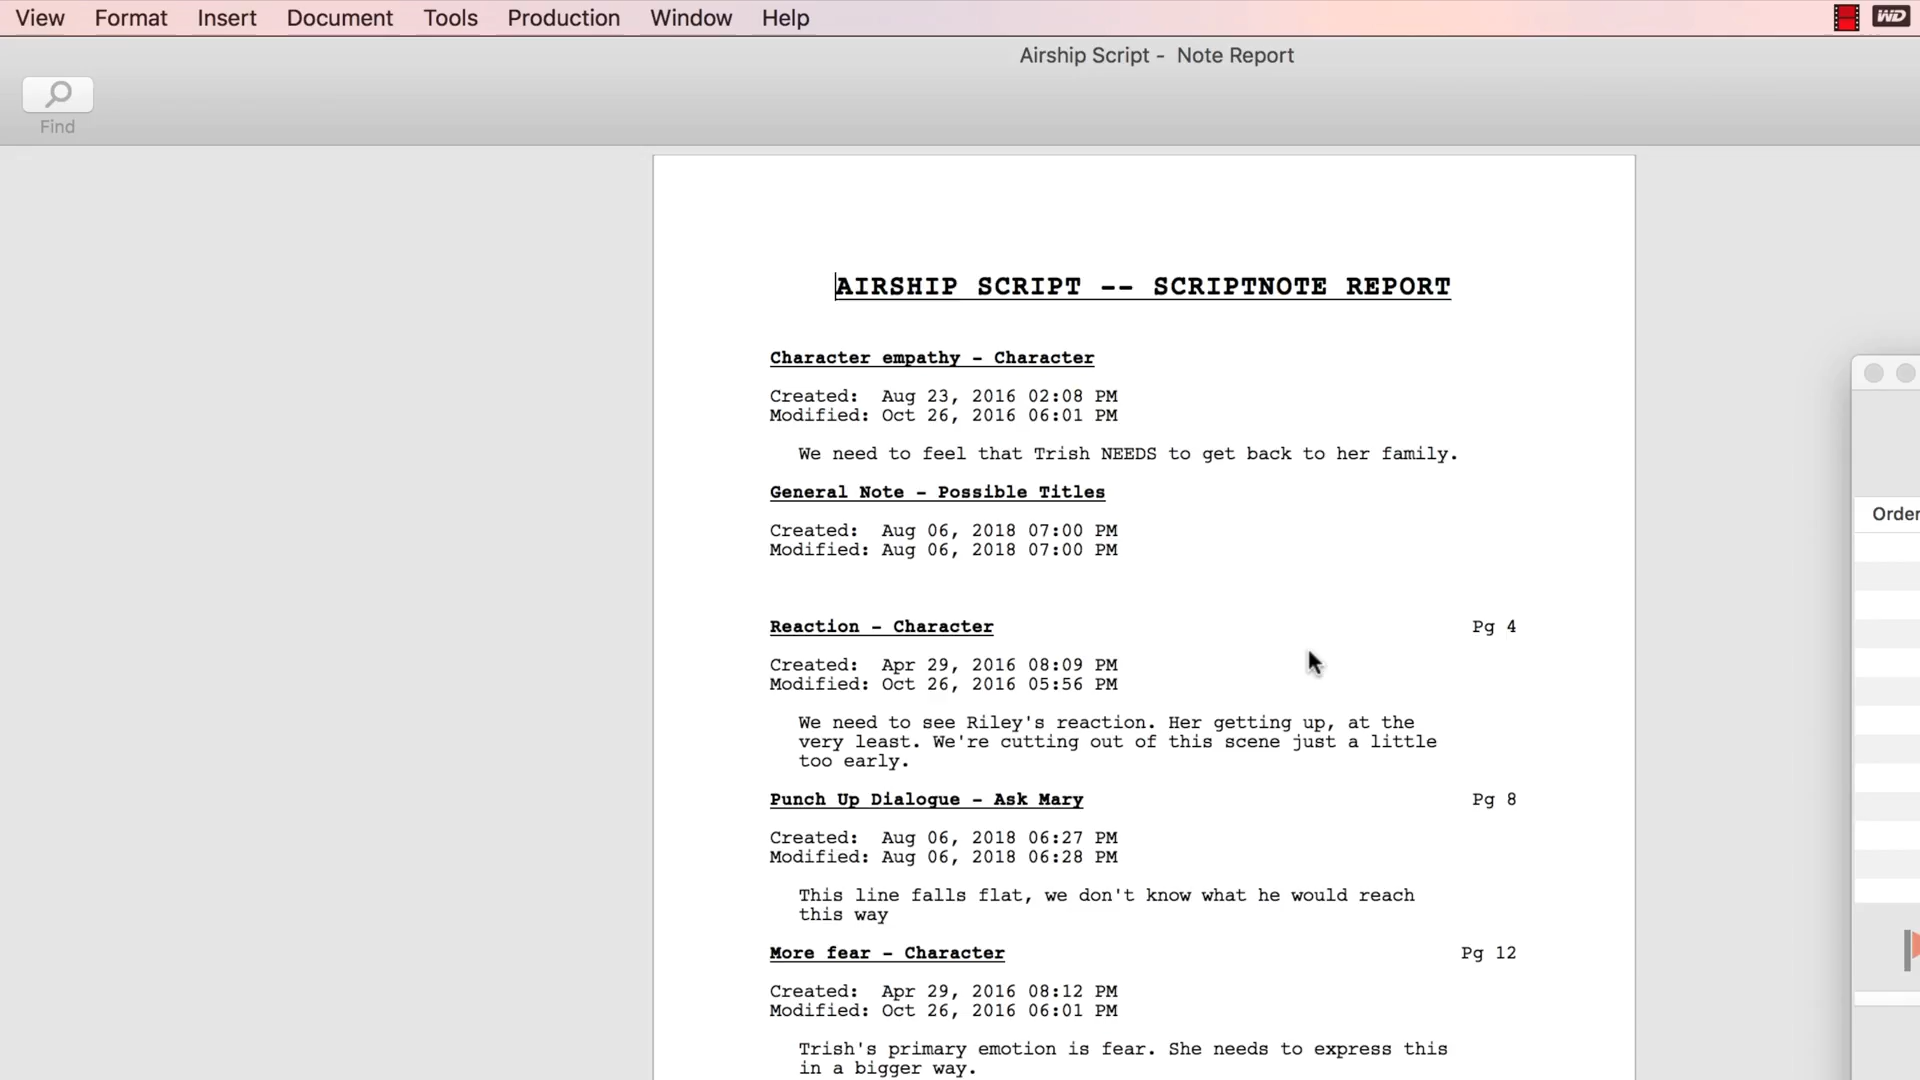 View Format Insert Document Tools Production Window Help WD
Airship Script - Note Report
Find
AIRSHIP SCRIPT -- SCRIPTNOTE REPORT
Character empathy - Character
Created: Aug 23, 2016 02:08 PM
Modified: Oct 26, 2016 06:01 PM
We need to feel that Trish NEEDS to get back to her family.
General Note - Possible Titles
Created: Aug 06, 2018 07:00 PM
Modified: Aug 06, 2018 07:00 PM
Order
Reaction - Character Pg 4
Created: Apr 29, 2016 08:09 PM
Modified: Oct 26, 2016 05:56 PM
We need to see Riley's reaction. Her getting up, at the
very least. We're cutting out of this scene just a little
too early.
Punch Up Dialogue - Ask Mary Pg 8
Created: Aug 06, 2018 06:27 PM
Modified: Aug 06, 2018 06:28 PM
This line falls flat, we don't know what he would reach
this way
More fear - Character Pg 12
Created: Apr 29, 2016 08:12 PM
Modified: Oct 26, 2016 06:01 PM
Trish's primary emotion is fear. She needs to express this
in a bigger way.